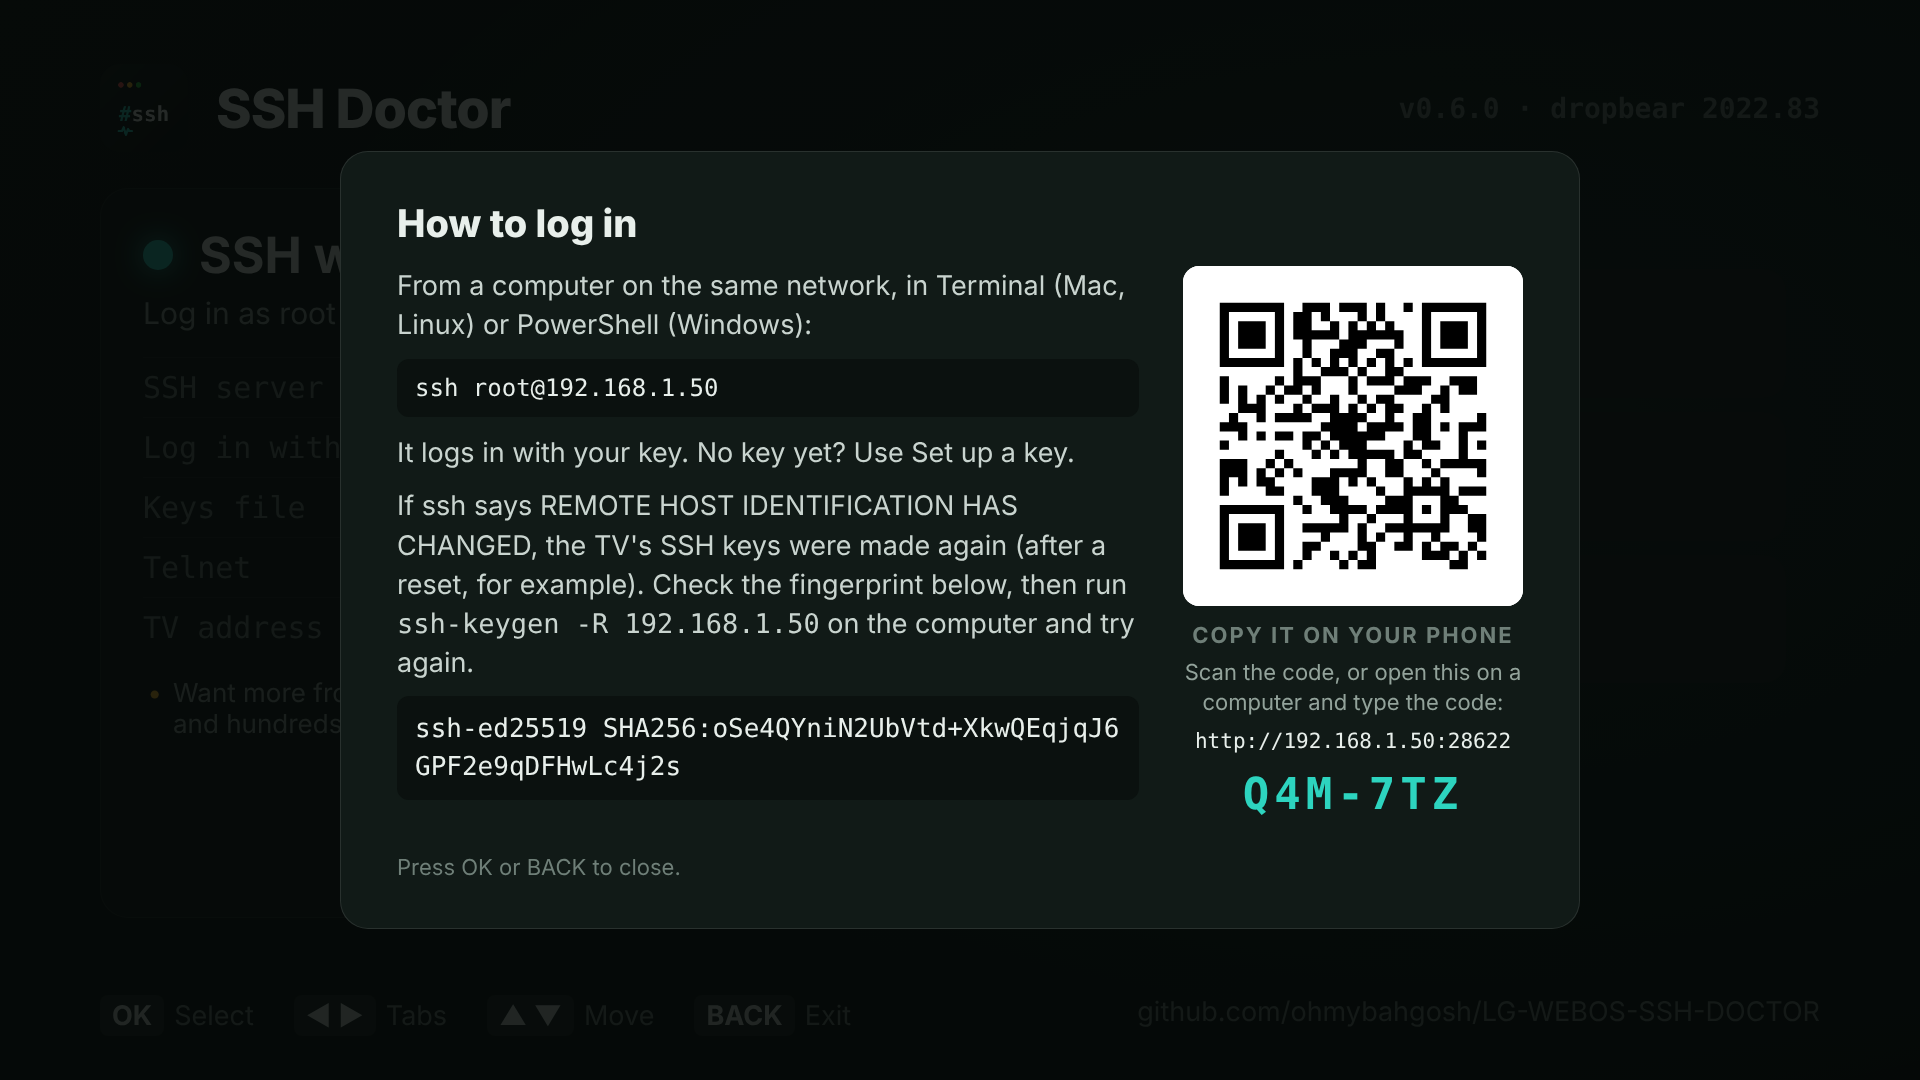 #ssh
SSH Doctor
v0.6.0 · dropbear 2022.83
SSH w
Log in as root
SSH server
Log in with
Keys file
Telnet
TV address
Want more fro
and hundreds
How to log in
From a computer on the same network, in Terminal (Mac,
Linux) or PowerShell (Windows):
ssh root@192.168.1.50
It logs in with your key. No key yet? Use Set up a key.
If ssh says REMOTE HOST IDENTIFICATION HAS
CHANGED, the TV's SSH keys were made again (after a
reset, for example). Check the fingerprint below, then run
ssh-keygen -R 192.168.1.50 on the computer and try
again.
ssh-ed25519 SHA256:oSe4QYniN2UbVtd+XkwQEqjqJ6
GPF2e9qDFHwLc4j2s
Press OK or BACK to close.
COPY IT ON YOUR PHONE
Scan the code, or open this on a
computer and type the code:
http://192.168.1.50:28622
Q4M-7TZ
OK Select ◀ ▶ Tabs ▲ ▼ Move BACK Exit
github.com/ohmybahgosh/LG-WEBOS-SSH-DOCTOR